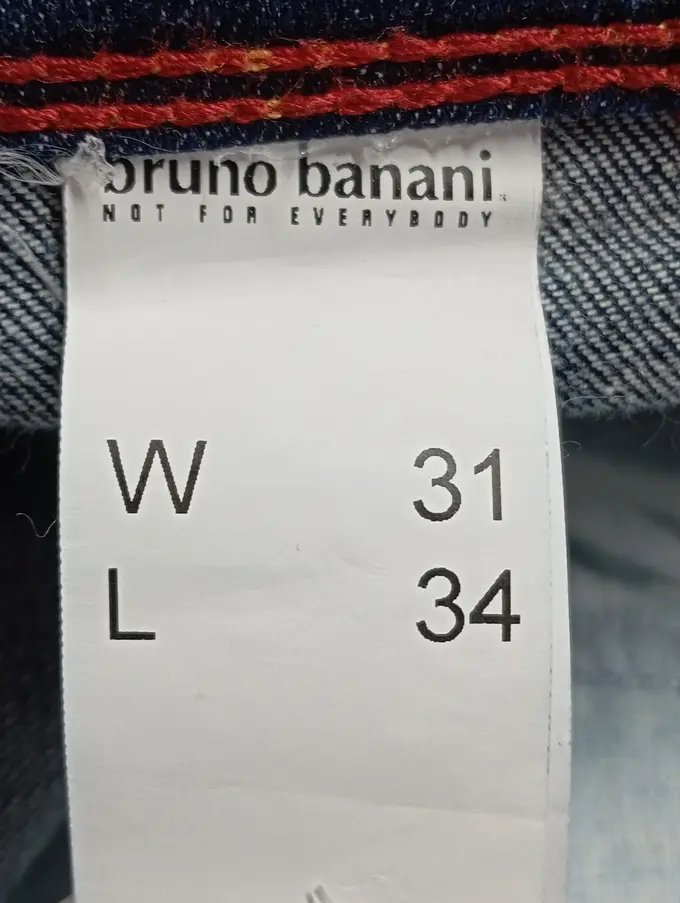 bruno banani
NOT FOR EVERYBODY
W 31
L 34